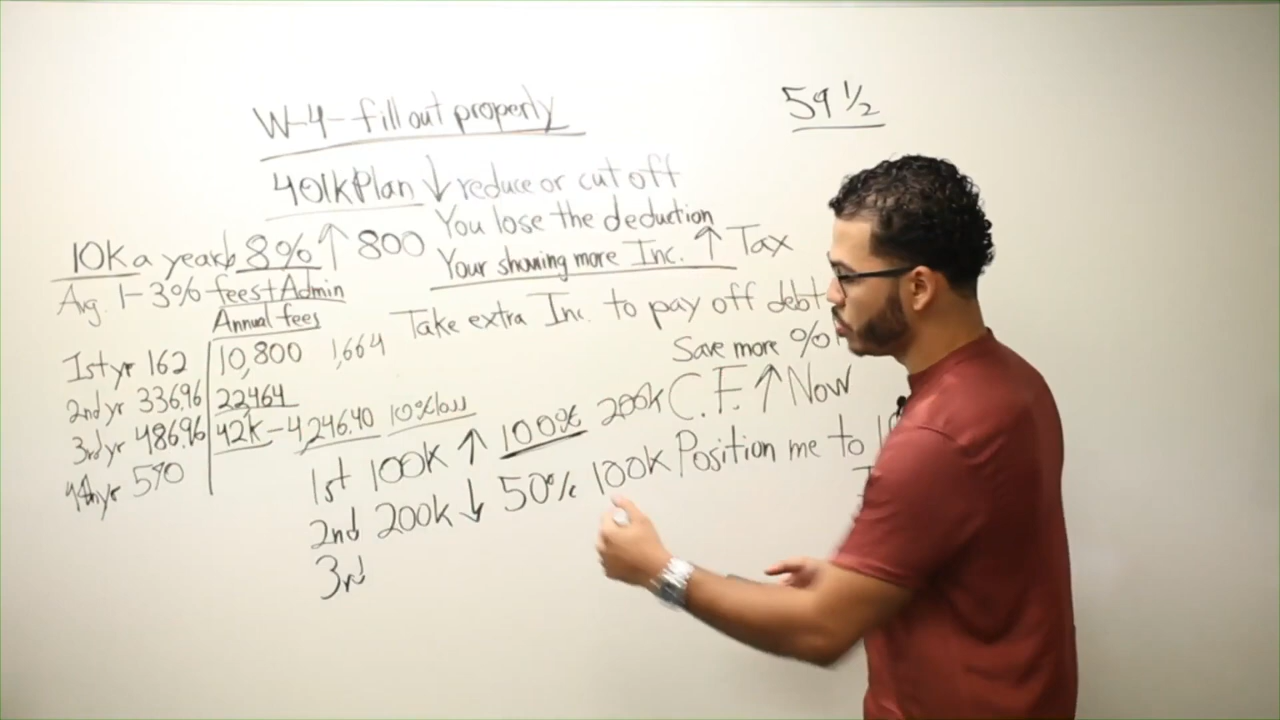 W-4 - fill out properly
59 1/2
401k Plan ↓ reduce or cut off
You lose the deduction
10K a year 8% ↑ 800
Your showing more Inc. ↑ Tax
Avg. 1-3% fees + Admin
Annual fees
Take extra Inc. to pay off debt
1st yr 162 10,800 1,664
Save more %
2nd yr 336.96 22464
3rd yr 486.96 42K - 4246.40 10% loss
4th yr 590
1st 100K ↑ 100% 200K C.F. ↑ Now
2nd 200K ↓ 50% 100K Position me to
3rd